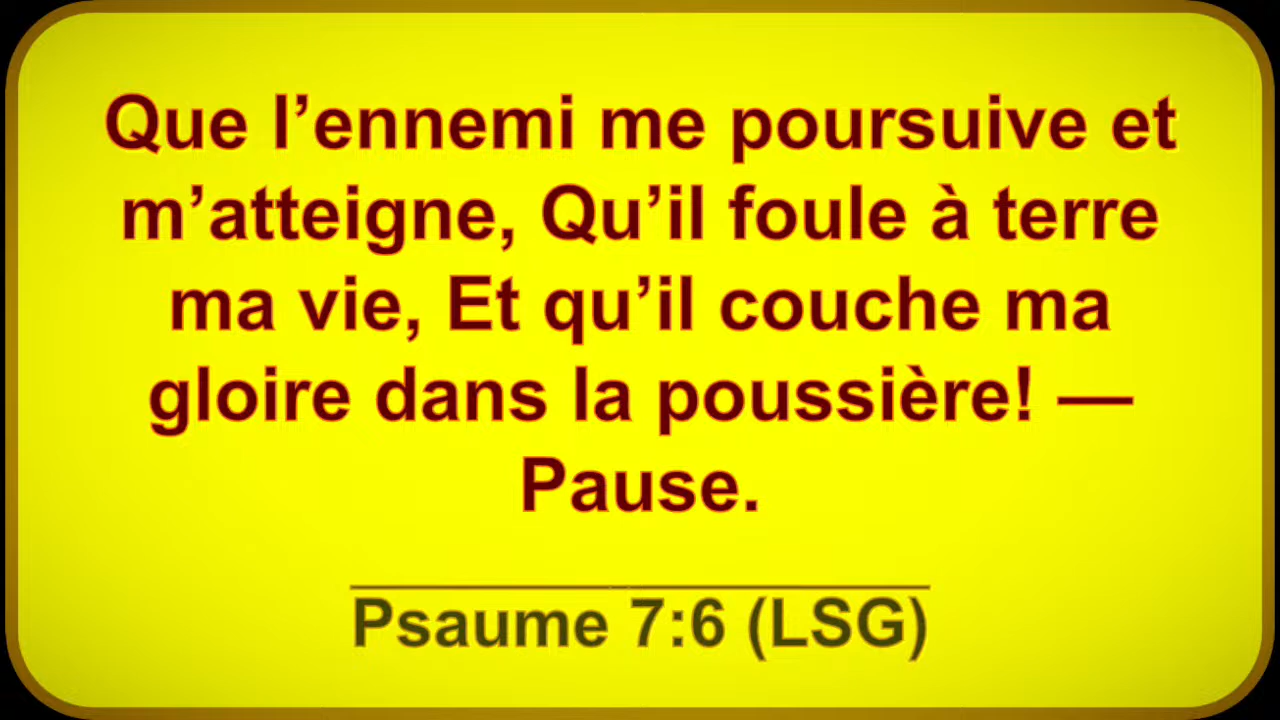 Que l’ennemi me poursuive et
m’atteigne, Qu’il foule à terre
ma vie, Et qu’il couche ma
gloire dans la poussière! —
Pause.
Psaume 7:6 (LSG)